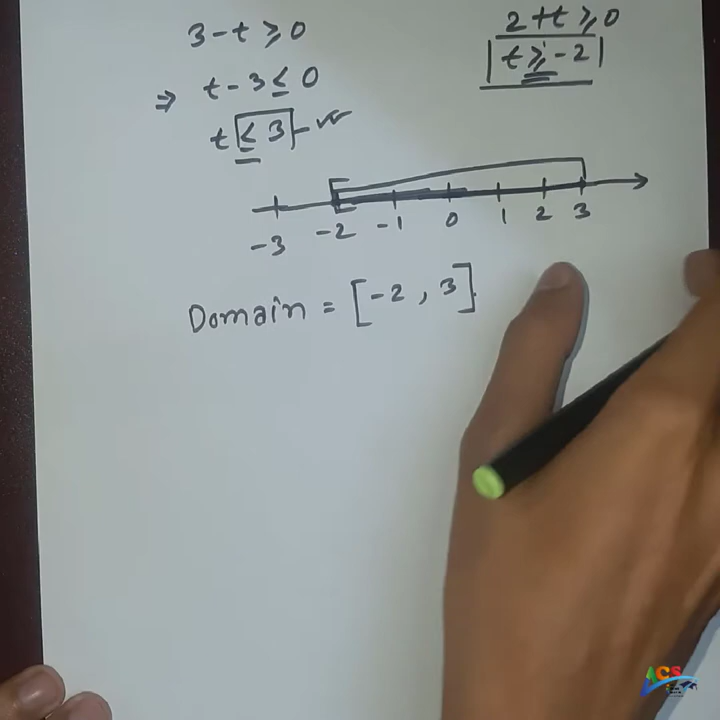 3-t ≥ 0
2+t ≥ 0
t ≥ -2
⇒ t-3 ≤ 0
t ≤ 3
-3 -2 -1 0 1 2 3
Domain = [-2, 3]
ACS